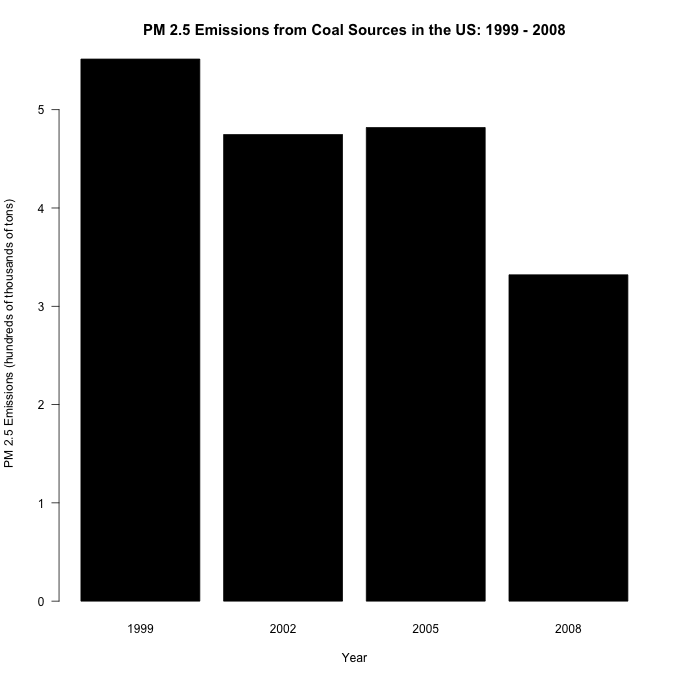 PM 2.5 Emissions from Coal Sources in the US: 1999 - 2008
PM 2.5 Emissions (hundreds of thousands of tons)
5
4
3
2
1
0
1999 2002 2005 2008
Year